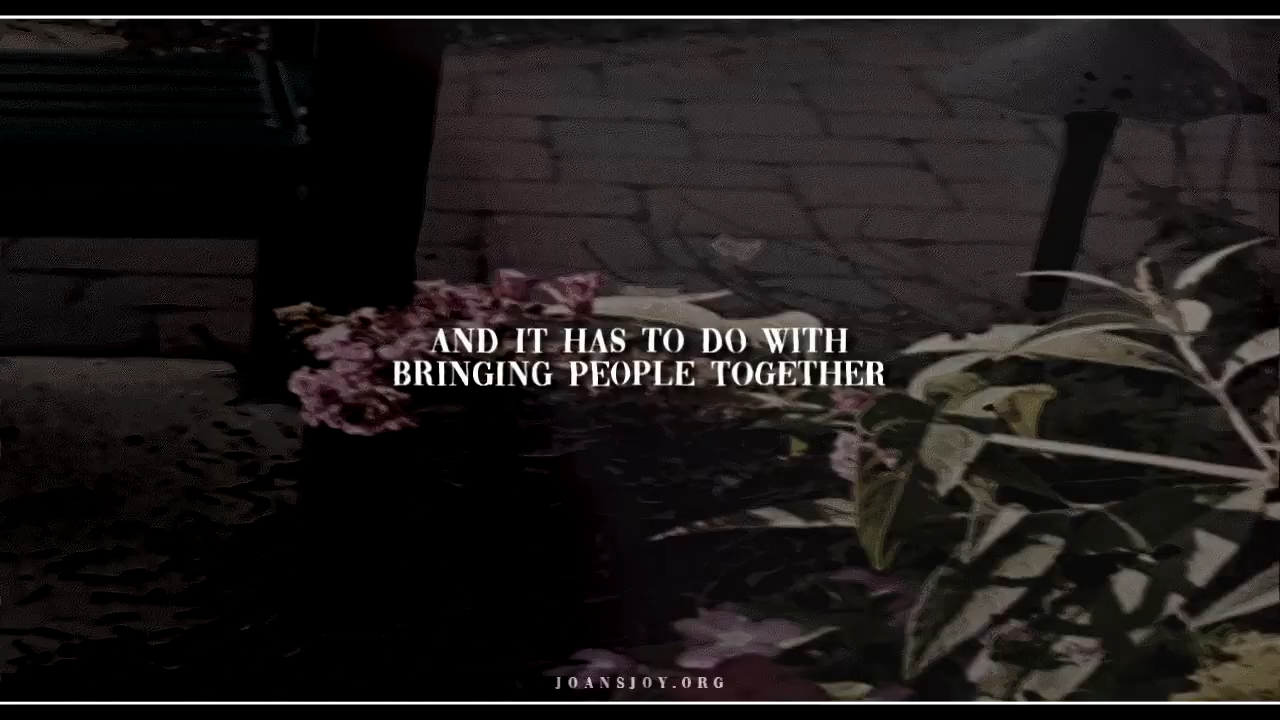 AND IT HAS TO DO WITH
BRINGING PEOPLE TOGETHER
JOANSJOY.ORG